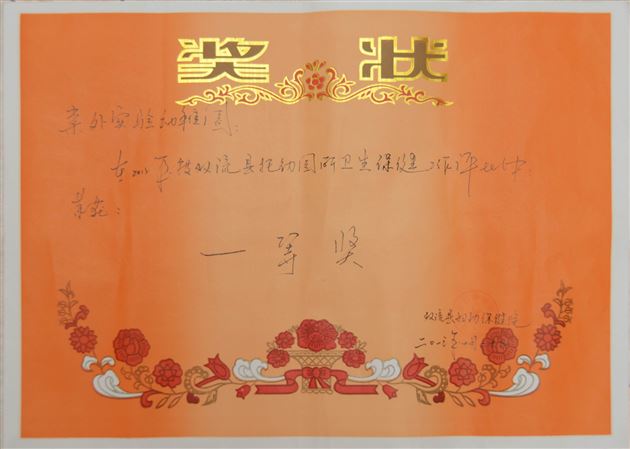 奖 状
棠外实验幼稚园:
在2012年度双流县托幼园所卫生保健工作评比中
荣获:
一等奖
双流县妇幼保健院
二〇一三年